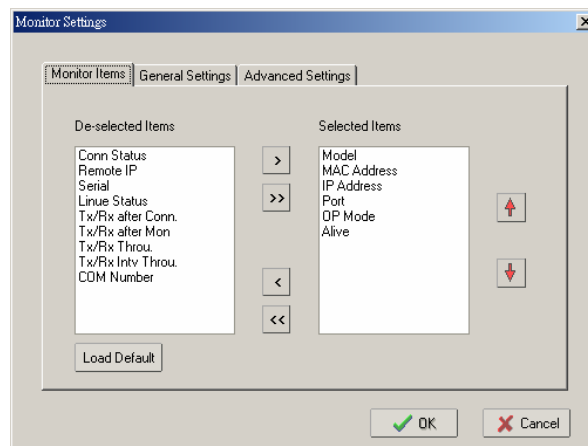 Monitor Settings
Monitor Items
General Settings
Advanced Settings
De-selected Items
Conn Status
Remote IP
Serial
Linue Status
Tx/Rx after Conn.
Tx/Rx after Mon
Tx/Rx Throu.
Tx/Rx Intv Throu.
COM Number
>
>>
<
<<
Selected Items
Model
MAC Address
IP Address
Port
OP Mode
Alive
Load Default
OK
Cancel